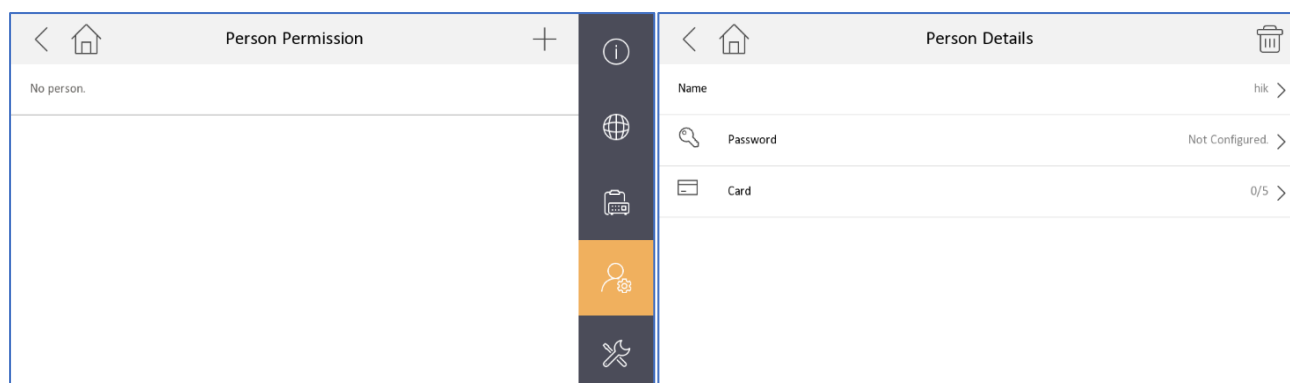 Person Permission
No person.
Person Details
Name hik
Password Not Configured.
Card 0/5